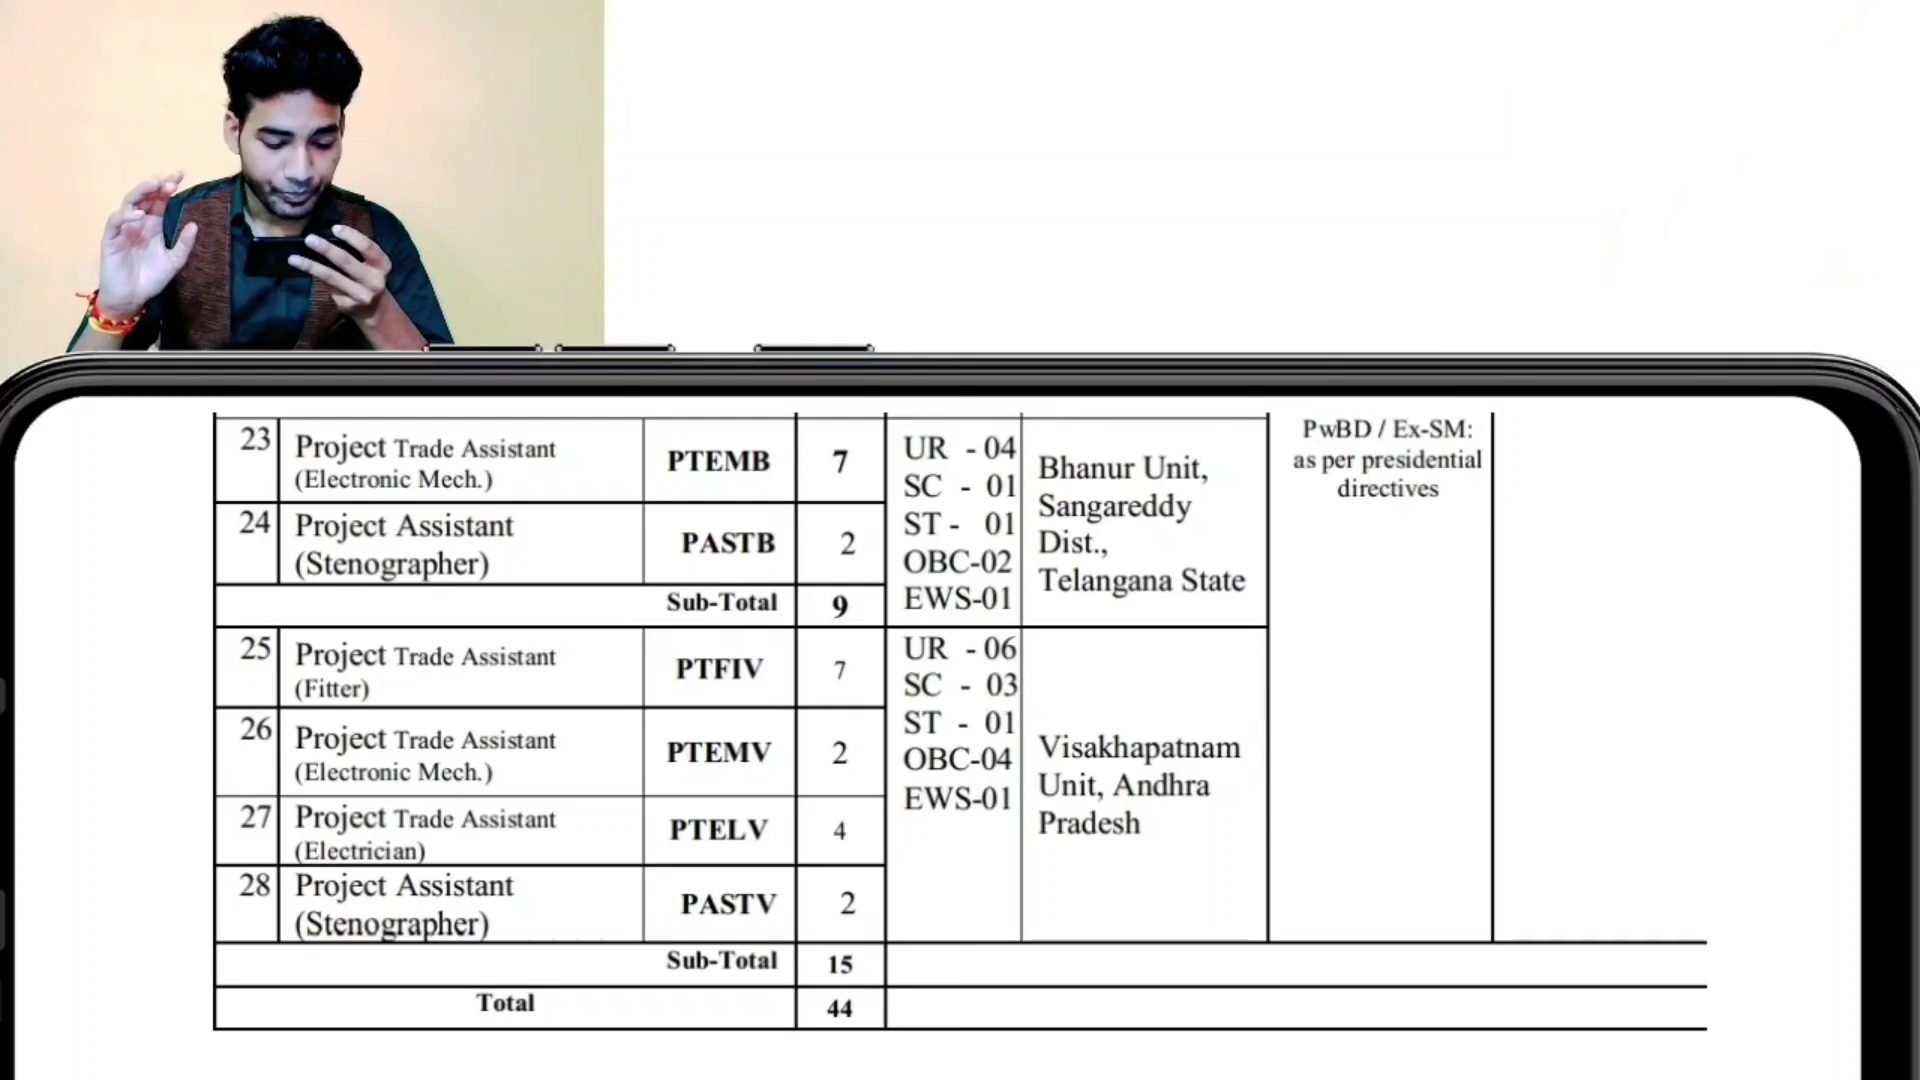 23 Project Trade Assistant
(Electronic Mech.)
PTEMB
7
UR - 04
SC - 01
ST - 01
OBC-02
EWS-01
Bhanur Unit,
Sangareddy
Dist.,
Telangana State
PwBD / Ex-SM:
as per presidential
directives
24 Project Assistant
(Stenographer)
PASTB
2
Sub-Total 9
25 Project Trade Assistant
(Fitter)
PTFIV
7
UR - 06
SC - 03
ST - 01
OBC-04
EWS-01
Visakhapatnam
Unit, Andhra
Pradesh
26 Project Trade Assistant
(Electronic Mech.)
PTEMV
2
27 Project Trade Assistant
(Electrician)
PTELV
4
28 Project Assistant
(Stenographer)
PASTV
2
Sub-Total 15
Total 44